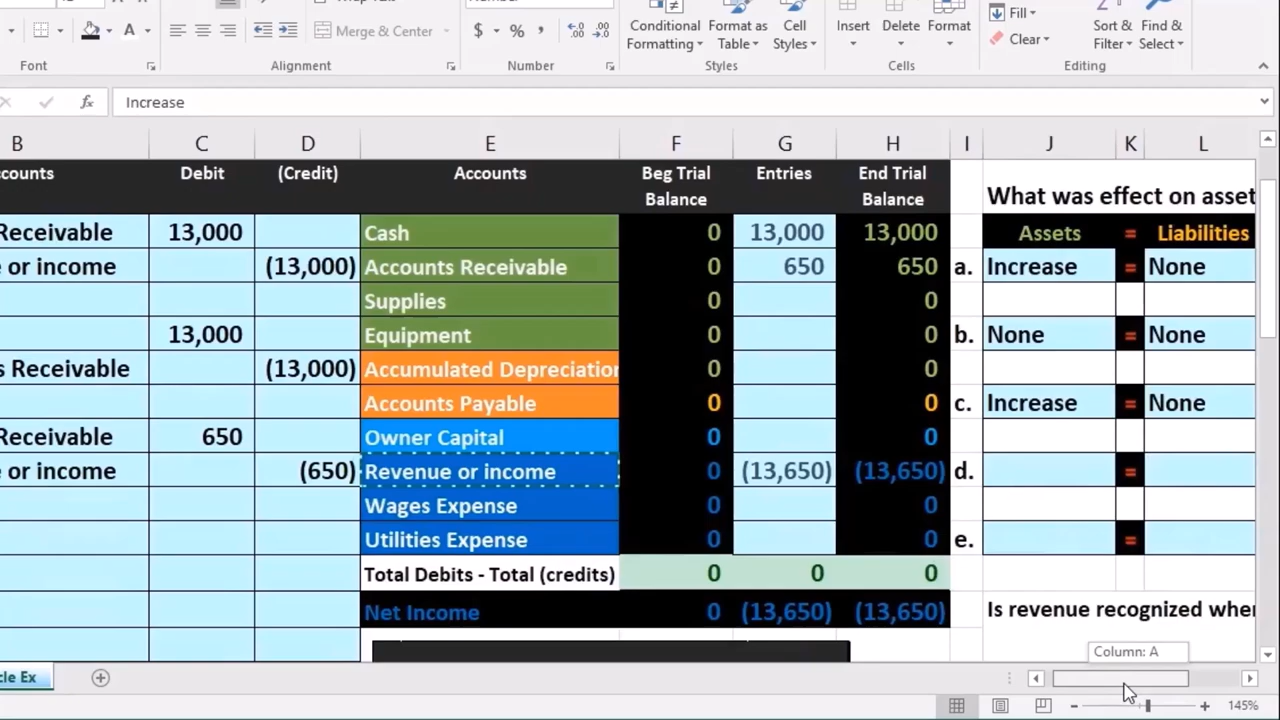 Merge & Center
$ % ,
Conditional Formatting
Format as Table
Cell Styles
Insert
Delete
Format
Fill
Clear
Sort & Filter
Find & Select
Font
Alignment
Number
Styles
Cells
Editing
fx Increase
B C D E F G H I J K L
counts Debit (Credit) Accounts Beg Trial Balance Entries End Trial Balance
What was effect on asset
Assets = Liabilities
Receivable 13,000 Cash 0 13,000 13,000
e or income (13,000) Accounts Receivable 0 650 650 a. Increase = None
Supplies 0 0
13,000 Equipment 0 0 b. None = None
s Receivable (13,000) Accumulated Depreciation 0 0
Accounts Payable 0 0 c. Increase = None
Receivable 650 Owner Capital 0 0
e or income (650) Revenue or income 0 (13,650) (13,650) d. =
Wages Expense 0 0
Utilities Expense 0 0 e. =
Total Debits - Total (credits) 0 0 0
Net Income 0 (13,650) (13,650) Is revenue recognized whe
Column: A
cle Ex
145%